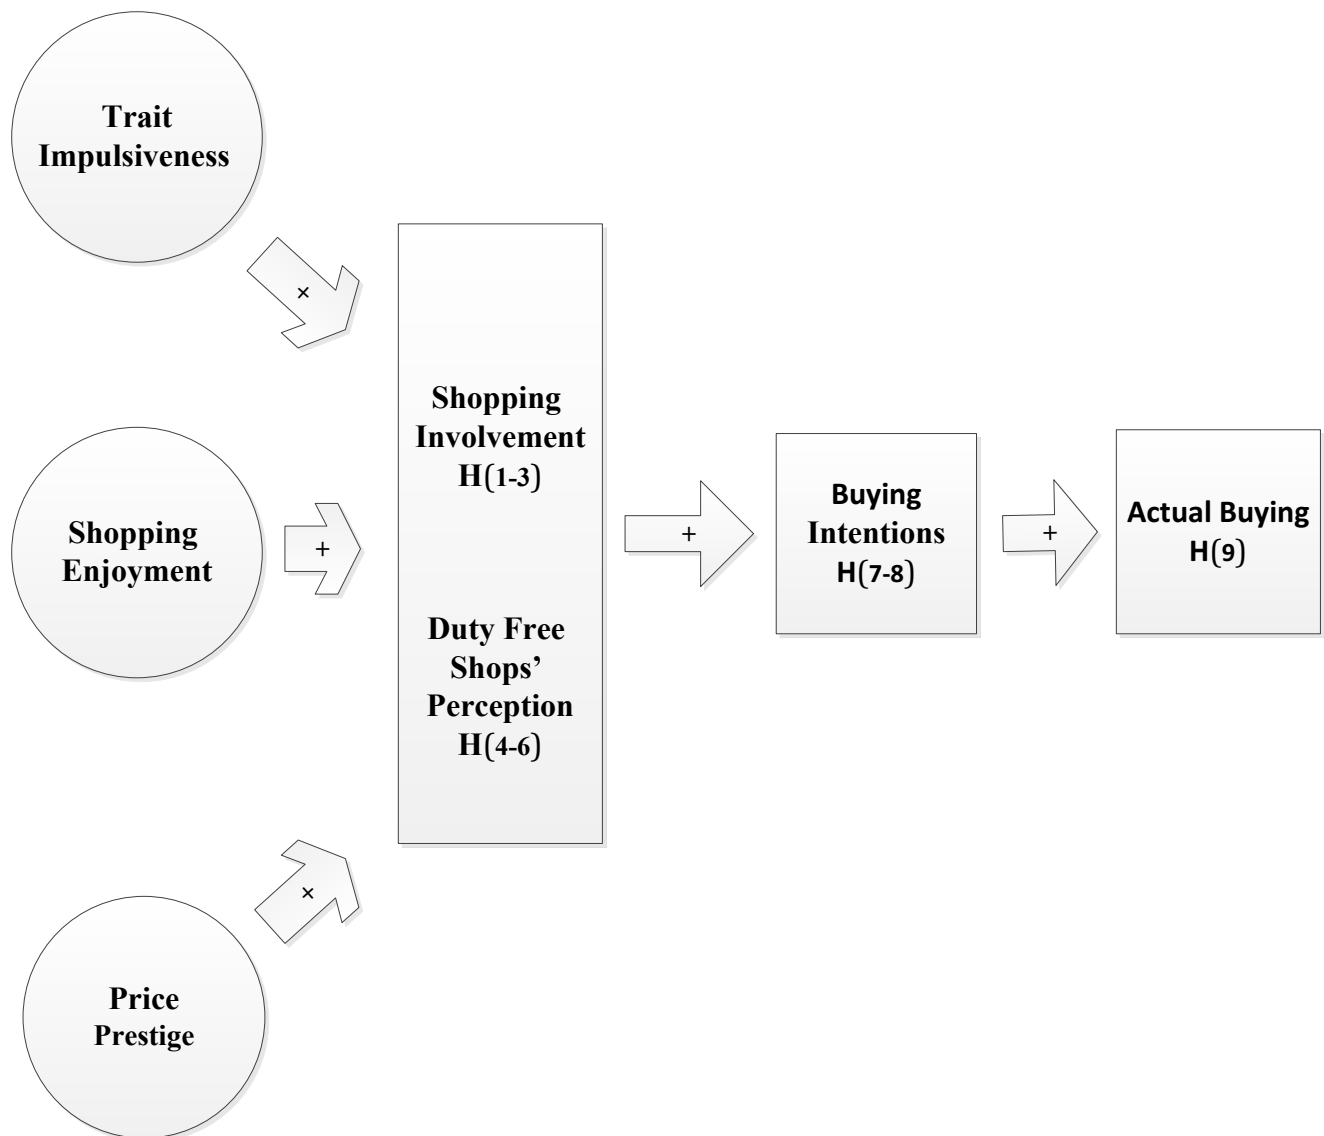 Trait
Impulsiveness
×
Shopping
Involvement
H(1-3)
Shopping
Enjoyment
+
Duty Free
Shops’
Perception
H(4-6)
+
Buying
Intentions
H(7-8)
+
Actual Buying
H(9)
×
Price
Prestige